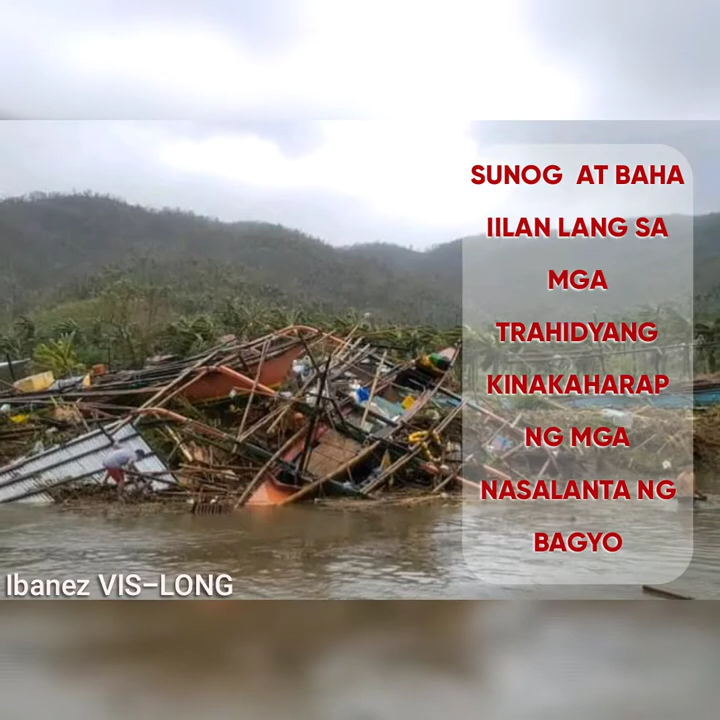 SUNOG AT BAHA
IILAN LANG SA
MGA
TRAHIDYANG
KINAKAHARAP
NG MGA
NASALANTA NG
BAGYO
Ibanez VIS-LONG